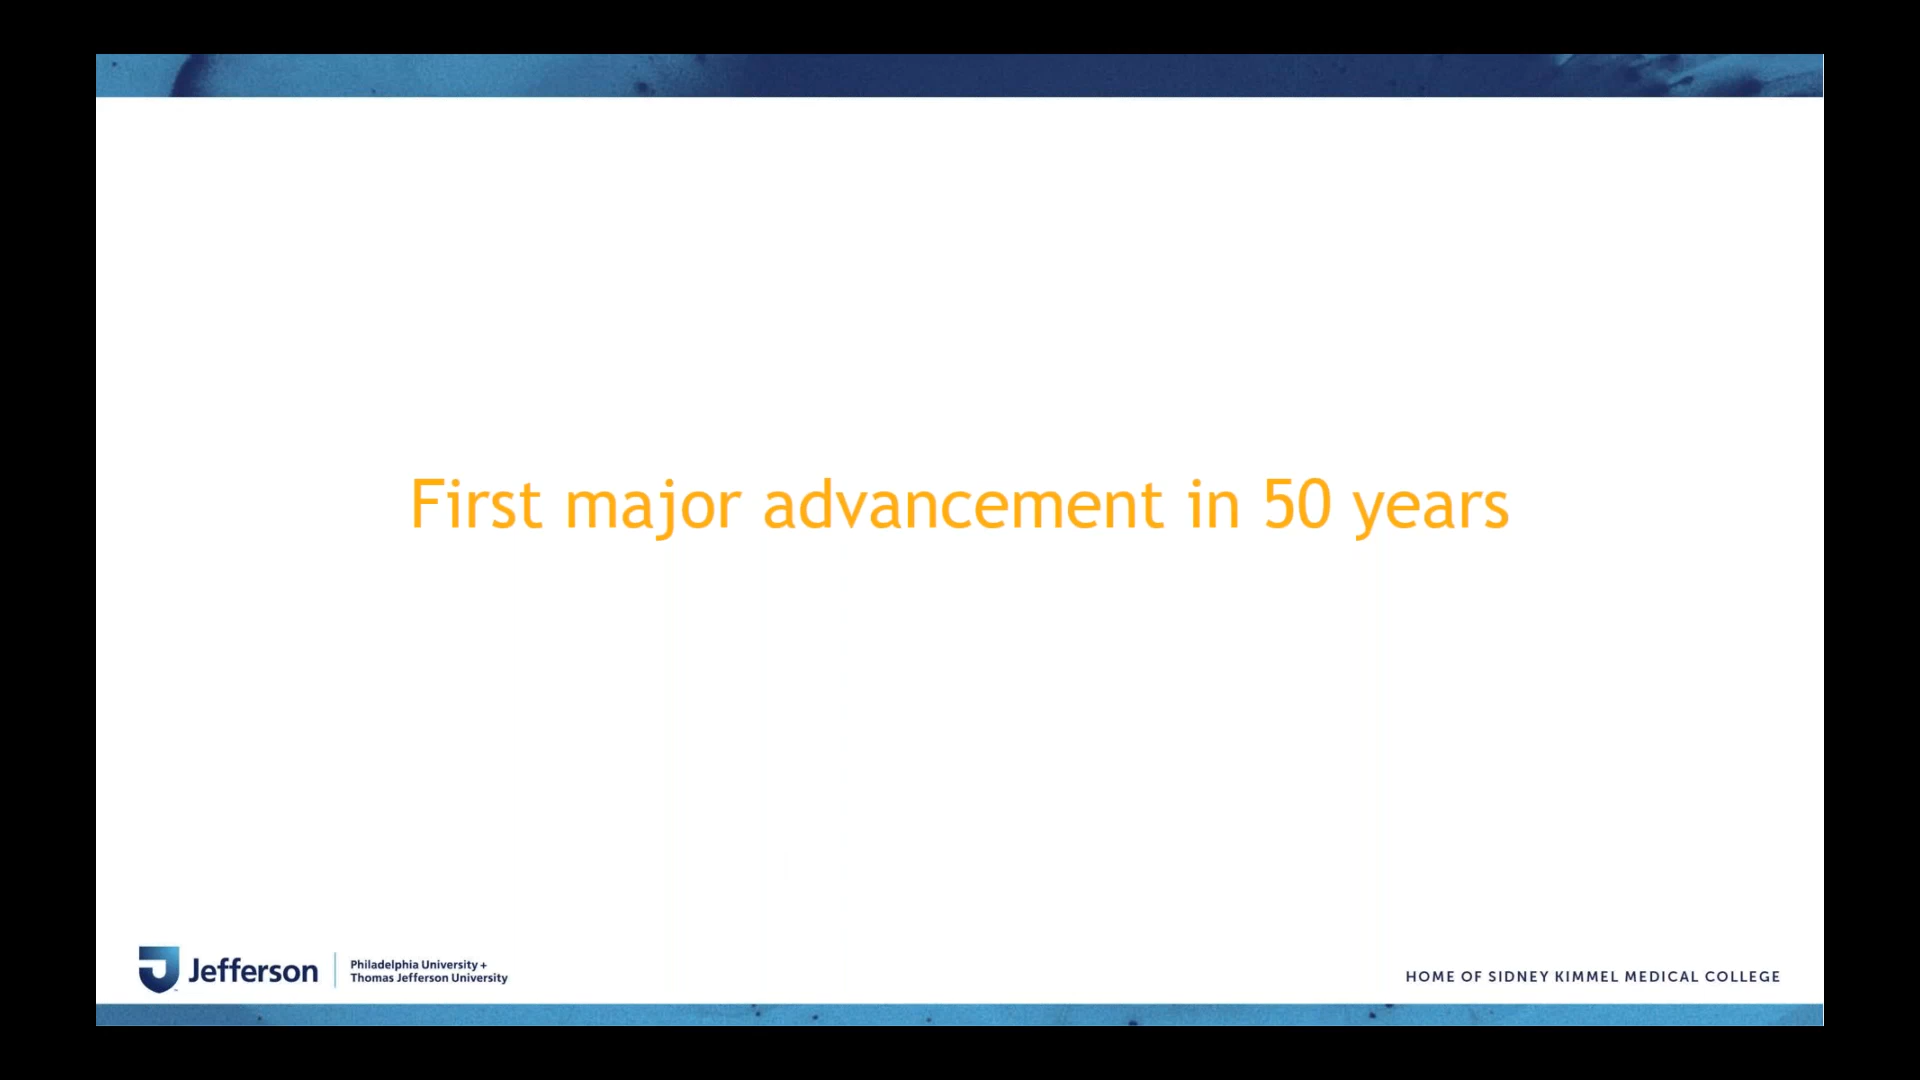 First major advancement in 50 years
Jefferson
Philadelphia University +
Thomas Jefferson University
HOME OF SIDNEY KIMMEL MEDICAL COLLEGE